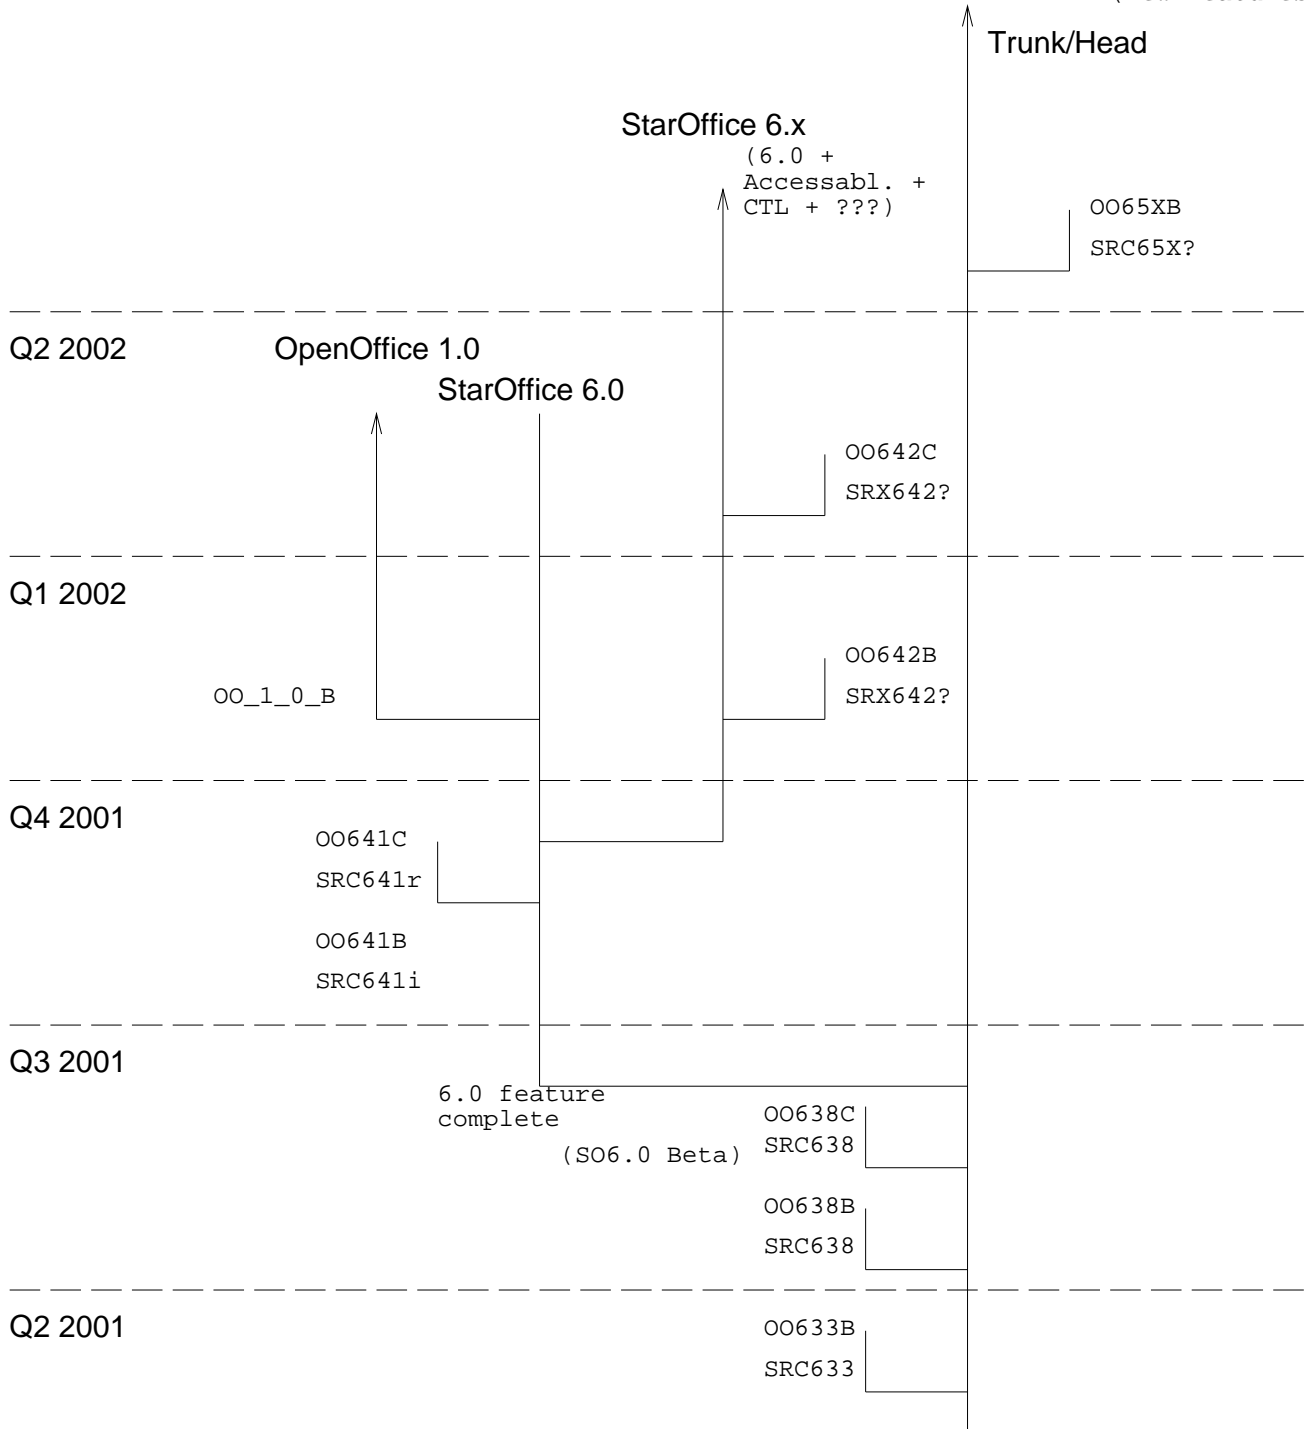 Trunk/Head
StarOffice 6.x
(6.0 +
Accessabl. +
CTL + ???)
OO65XB
SRC65X?
Q2 2002
OpenOffice 1.0
StarOffice 6.0
OO642C
SRX642?
Q1 2002
OO642B
SRX642?
OO_1_0_B
Q4 2001
OO641C
SRC641r
OO641B
SRC641i
Q3 2001
6.0 feature
complete
OO638C
SRC638
(SO6.0 Beta)
OO638B
SRC638
Q2 2001
OO633B
SRC633